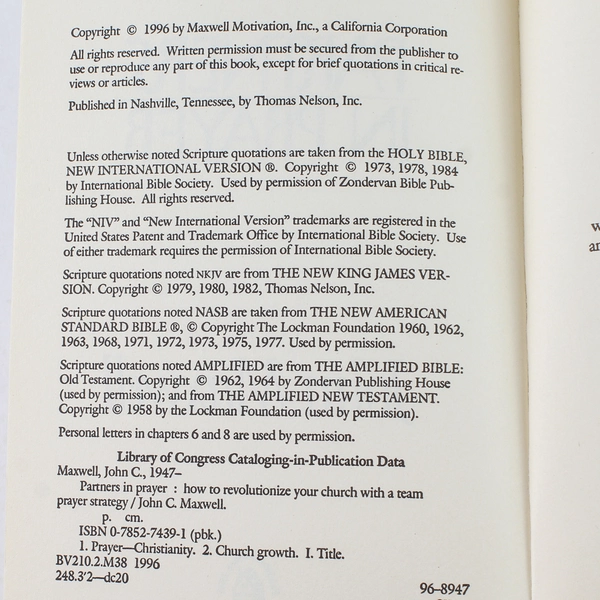 Copyright © 1996 by Maxwell Motivation, Inc., a California Corporation
All rights reserved. Written permission must be secured from the publisher to
use or reproduce any part of this book, except for brief quotations in critical re-
views or articles.
Published in Nashville, Tennessee, by Thomas Nelson, Inc.
Unless otherwise noted Scripture quotations are taken from the HOLY BIBLE,
NEW INTERNATIONAL VERSION ®. Copyright © 1973, 1978, 1984
by International Bible Society. Used by permission of Zondervan Bible Pub-
lishing House. All rights reserved.
The “NIV” and “New International Version” trademarks are registered in the
United States Patent and Trademark Office by International Bible Society. Use
of either trademark requires the permission of International Bible Society.
Scripture quotations noted NKJV are from THE NEW KING JAMES VER-
SION. Copyright © 1979, 1980, 1982, Thomas Nelson, Inc.
Scripture quotations noted NASB are taken from THE NEW AMERICAN
STANDARD BIBLE ®, © Copyright The Lockman Foundation 1960, 1962,
1963, 1968, 1971, 1972, 1973, 1975, 1977. Used by permission.
Scripture quotations noted AMPLIFIED are from THE AMPLIFIED BIBLE:
Old Testament. Copyright © 1962, 1964 by Zondervan Publishing House
(used by permission); and from THE AMPLIFIED NEW TESTAMENT.
Copyright © 1958 by the Lockman Foundation (used by permission).
Personal letters in chapters 6 and 8 are used by permission.
Library of Congress Cataloging-in-Publication Data
Maxwell, John C., 1947–
Partners in prayer : how to revolutionize your church with a team
prayer strategy / John C. Maxwell.
p. cm.
ISBN 0-7852-7439-1 (pbk.)
1. Prayer—Christianity. 2. Church growth. I. Title.
BV210.2.M38 1996
248.3'2—dc20
96-8947